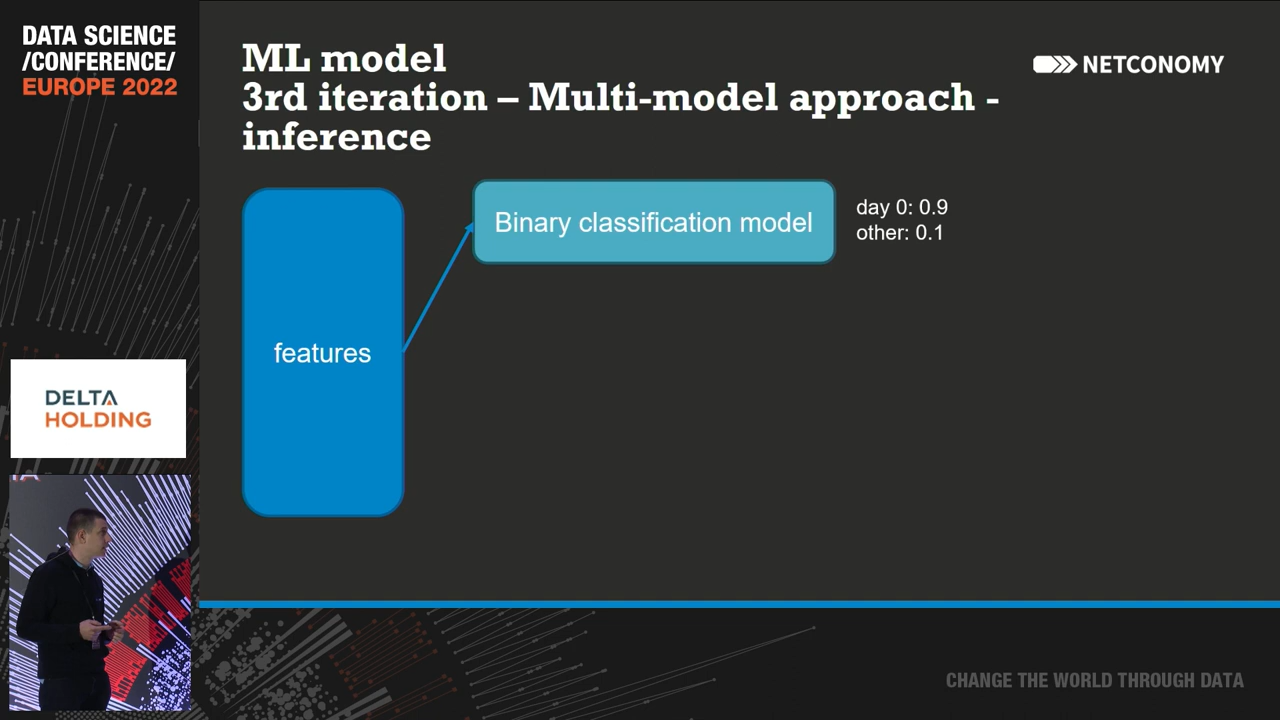 DATA SCIENCE
/CONFERENCE/
EUROPE 2022
ML model
3rd iteration – Multi-model approach -
inference
NETCONOMY
features
Binary classification model
day 0: 0.9
other: 0.1
DELTA
HOLDING
CHANGE THE WORLD THROUGH DATA